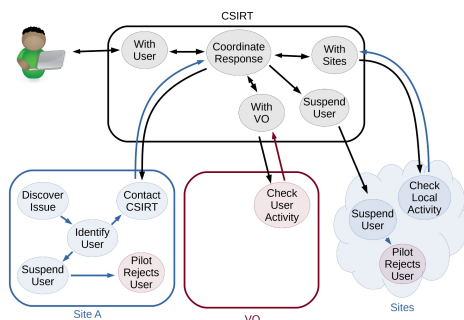 CSIRT
With
User
Coordinate
Response
With
Sites
With
VO
Suspend
User
Discover
Issue
Contact
CSIRT
Identify
User
Suspend
User
Pilot
Rejects
User
Site A
Check
User
Activity
VO
Check
Local
Activity
Suspend
User
Pilot
Rejects
User
Sites